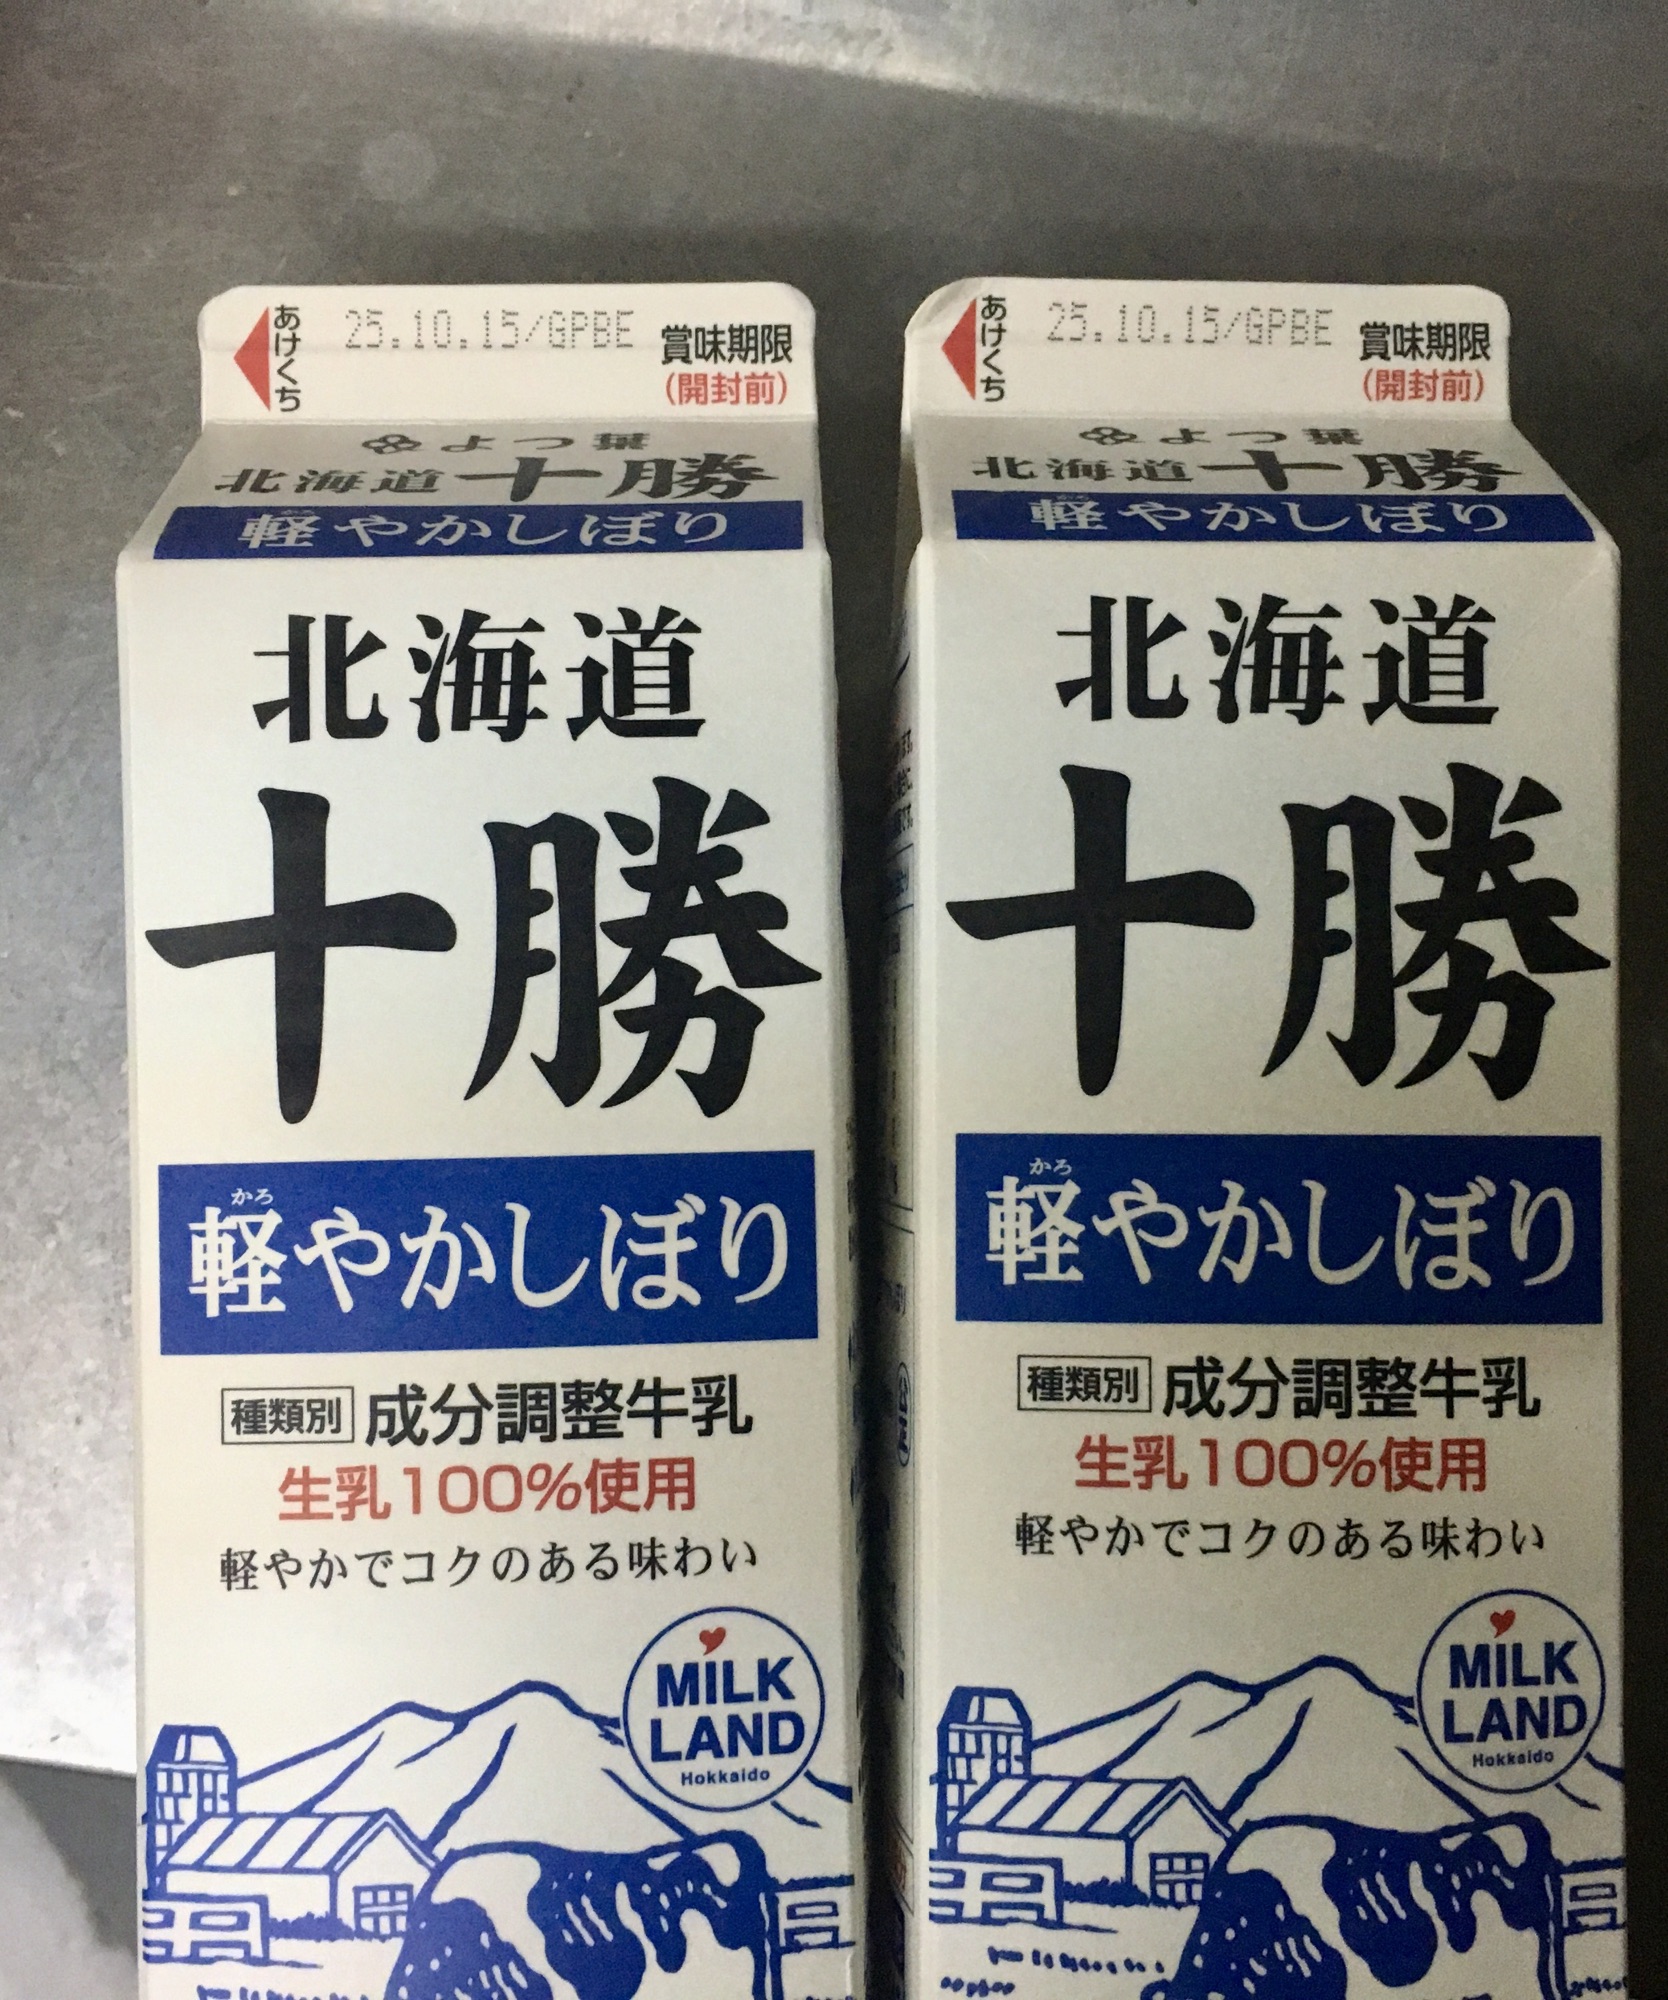 あけくち
25.10.15/GPBE
賞味期限
(開封前)
よつ葉
北海道十勝
軽やかしぼり
北海道
十勝
かろ
軽やかしぼり
種類別 成分調整牛乳
生乳100%使用
軽やかでコクのある味わい
MILK
LAND
Hokkaido
あけくち
25.10.15/GPBE
賞味期限
(開封前)
よつ葉
北海道十勝
軽やかしぼり
北海道
十勝
かろ
軽やかしぼり
種類別 成分調整牛乳
生乳100%使用
軽やかでコクのある味わい
MILK
LAND
Hokkaido